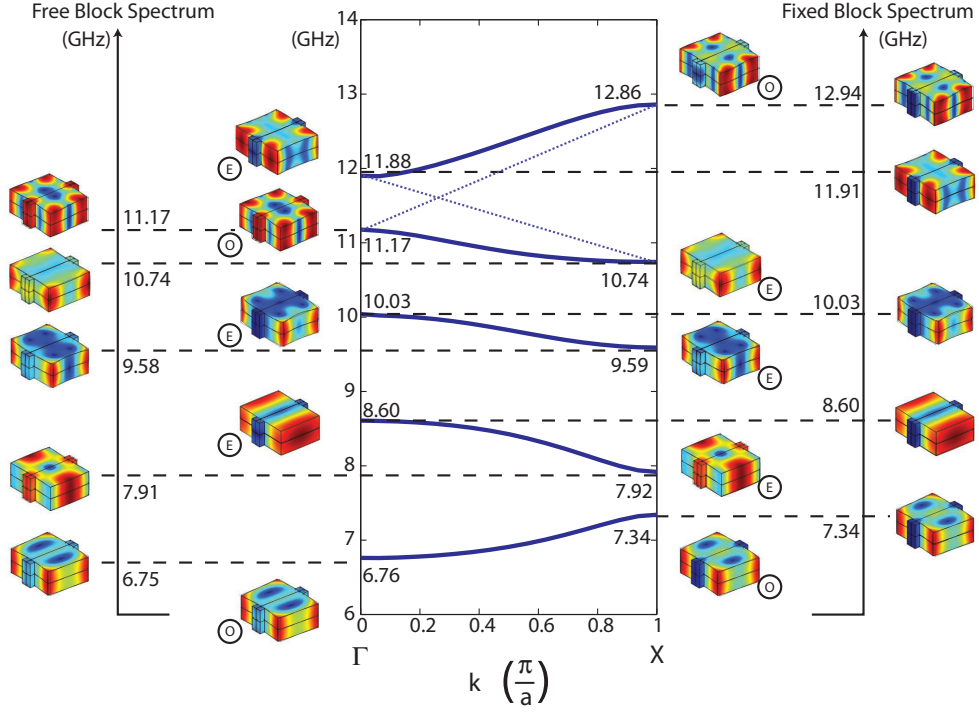 Free Block Spectrum
(GHz)
11.17
10.74
9.58
7.91
6.75
E
O
E
E
O
(GHz)
14
13
12
11
10
9
8
7
6
12.86
11.88
11.17
10.74
10.03
9.59
8.60
7.92
7.34
6.76
0
0.2
0.4
0.6
0.8
1
Γ
X
k (π/a)
O
E
E
E
O
Fixed Block Spectrum
(GHz)
12.94
11.91
10.03
8.60
7.34